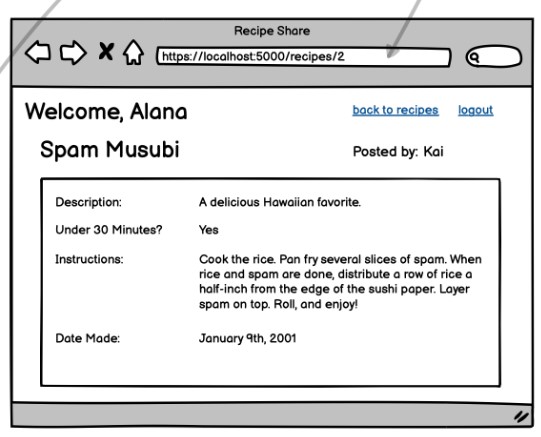 Recipe Share
https://localhost:5000/recipes/2
Welcome, Alana
back to recipes logout
Spam Musubi
Posted by: Kai
Description: A delicious Hawaiian favorite.
Under 30 Minutes? Yes
Instructions: Cook the rice. Pan fry several slices of spam. When
rice and spam are done, distribute a row of rice a
half-inch from the edge of the sushi paper. Layer
spam on top. Roll, and enjoy!
Date Made: January 9th, 2001